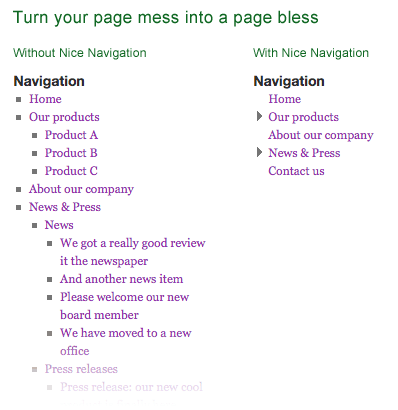 Turn your page mess into a page bless
Without Nice Navigation
Navigation
Home
Our products
Product A
Product B
Product C
About our company
News & Press
News
We got a really good review
it the newspaper
And another news item
Please welcome our new
board member
We have moved to a new
office
Press releases
Press release: our new cool
With Nice Navigation
Navigation
Home
Our products
About our company
News & Press
Contact us